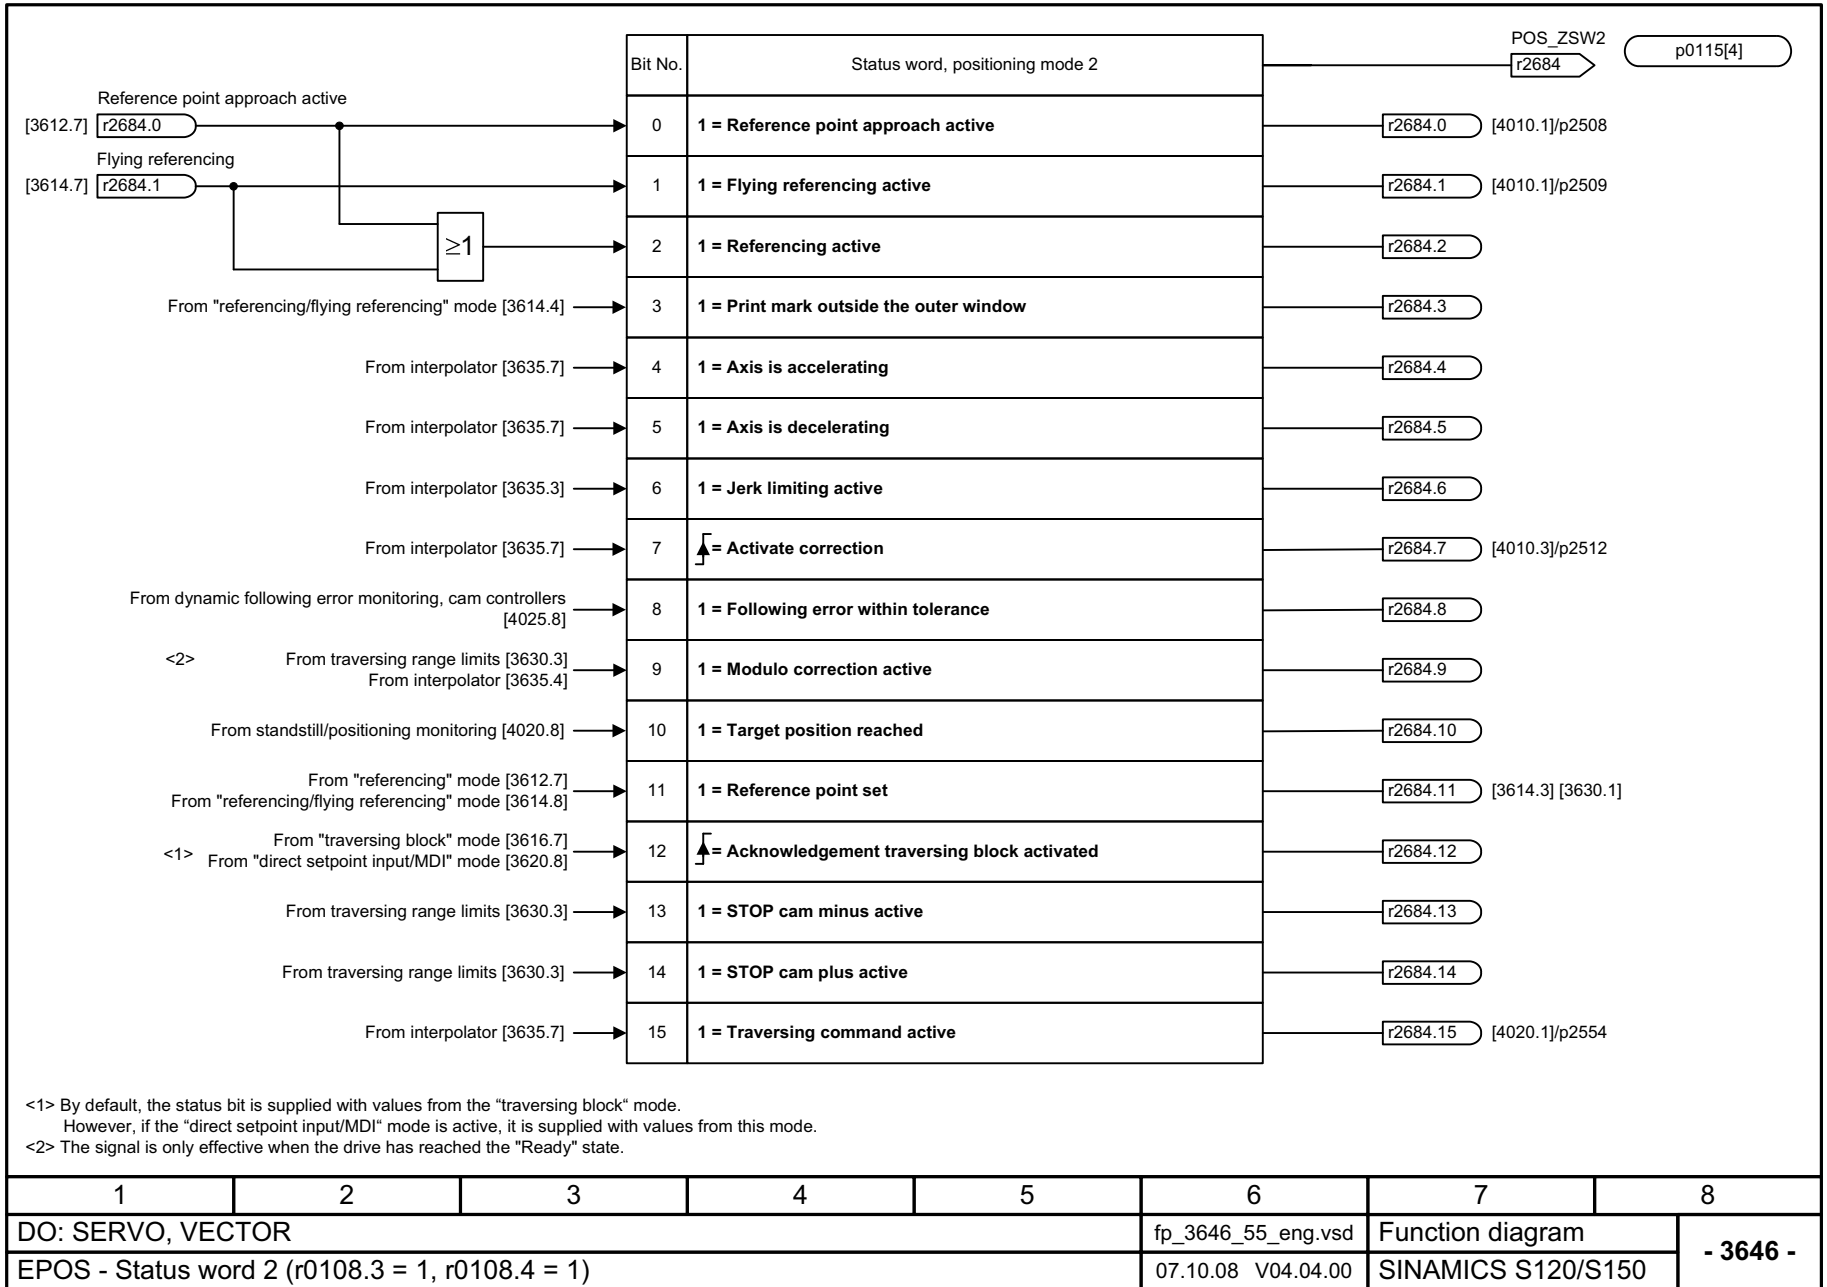 Bit No. Status word, positioning mode 2 POS_ZSW2 r2684 p0115[4]
Reference point approach active
[3612.7] r2684.0 0 1 = Reference point approach active r2684.0 [4010.1]/p2508
Flying referencing
[3614.7] r2684.1 1 1 = Flying referencing active r2684.1 [4010.1]/p2509
≥1 2 1 = Referencing active r2684.2
From "referencing/flying referencing" mode [3614.4] 3 1 = Print mark outside the outer window r2684.3
From interpolator [3635.7] 4 1 = Axis is accelerating r2684.4
From interpolator [3635.7] 5 1 = Axis is decelerating r2684.5
From interpolator [3635.3] 6 1 = Jerk limiting active r2684.6
From interpolator [3635.7] 7 = Activate correction r2684.7 [4010.3]/p2512
From dynamic following error monitoring, cam controllers
[4025.8] 8 1 = Following error within tolerance r2684.8
<2> From traversing range limits [3630.3]
From interpolator [3635.4] 9 1 = Modulo correction active r2684.9
From standstill/positioning monitoring [4020.8] 10 1 = Target position reached r2684.10
From "referencing" mode [3612.7]
From "referencing/flying referencing" mode [3614.8] 11 1 = Reference point set r2684.11 [3614.3] [3630.1]
From "traversing block" mode [3616.7]
<1> From "direct setpoint input/MDI" mode [3620.8] 12 = Acknowledgement traversing block activated r2684.12
From traversing range limits [3630.3] 13 1 = STOP cam minus active r2684.13
From traversing range limits [3630.3] 14 1 = STOP cam plus active r2684.14
From interpolator [3635.7] 15 1 = Traversing command active r2684.15 [4020.1]/p2554
<1> By default, the status bit is supplied with values from the “traversing block“ mode.
However, if the “direct setpoint input/MDI“ mode is active, it is supplied with values from this mode.
<2> The signal is only effective when the drive has reached the "Ready" state.
1 2 3 4 5 6 7 8
DO: SERVO, VECTOR fp_3646_55_eng.vsd Function diagram - 3646 -
EPOS - Status word 2 (r0108.3 = 1, r0108.4 = 1) 07.10.08 V04.04.00 SINAMICS S120/S150